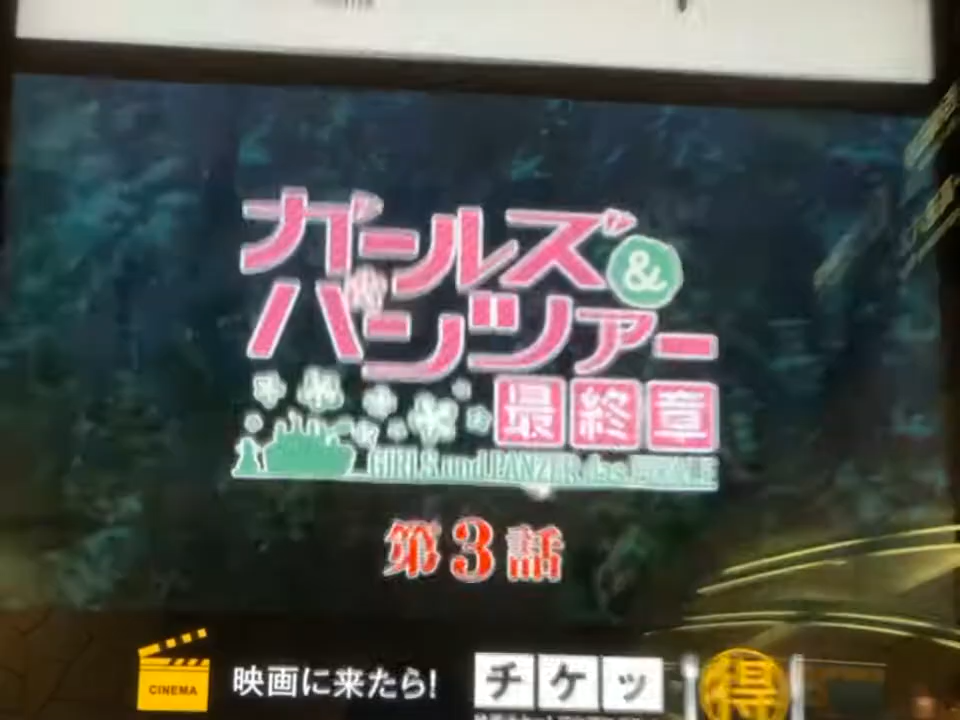 ガールズ&
パンツァー
最終章
GIRLS und PANZER das FINALE
第3話
CINEMA
映画に来たら!
チケッ
得